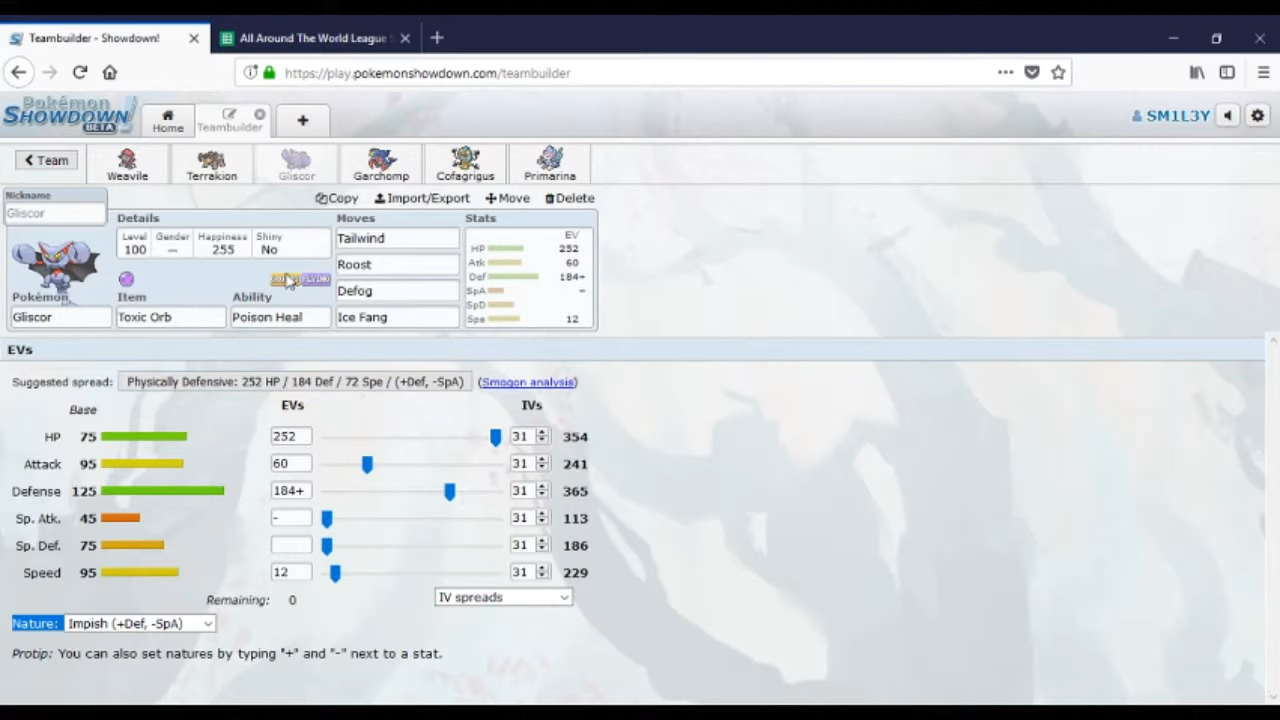 Teambuilder - Showdown!
All Around The World League
https://play.pokemonshowdown.com/teambuilder
Pokémon
SHOWDOWN!
BETA
Home
Teambuilder
SM1L3Y
Team
Weavile
Terrakion
Gliscor
Garchomp
Cofagrigus
Primarina
Nickname
Gliscor
Copy
Import/Export
Move
Delete
Details
Moves
Stats
Level
Gender
Happiness
Shiny
100
—
255
No
Tailwind
Roost
Defog
Ice Fang
EV
HP 252
Atk 60
Def 184+
SpA -
SpD
Spe 12
FLYING
Pokémon
Item
Ability
Gliscor
Toxic Orb
Poison Heal
EVs
Suggested spread: Physically Defensive: 252 HP / 184 Def / 72 Spe / (+Def, -SpA) (Smogon analysis)
Base
EVs
IVs
HP 75 252 31 354
Attack 95 60 31 241
Defense 125 184+ 31 365
Sp. Atk. 45 - 31 113
Sp. Def. 75 31 186
Speed 95 12 31 229
Remaining: 0
IV spreads
Nature: Impish (+Def, -SpA)
Protip: You can also set natures by typing "+" and "-" next to a stat.